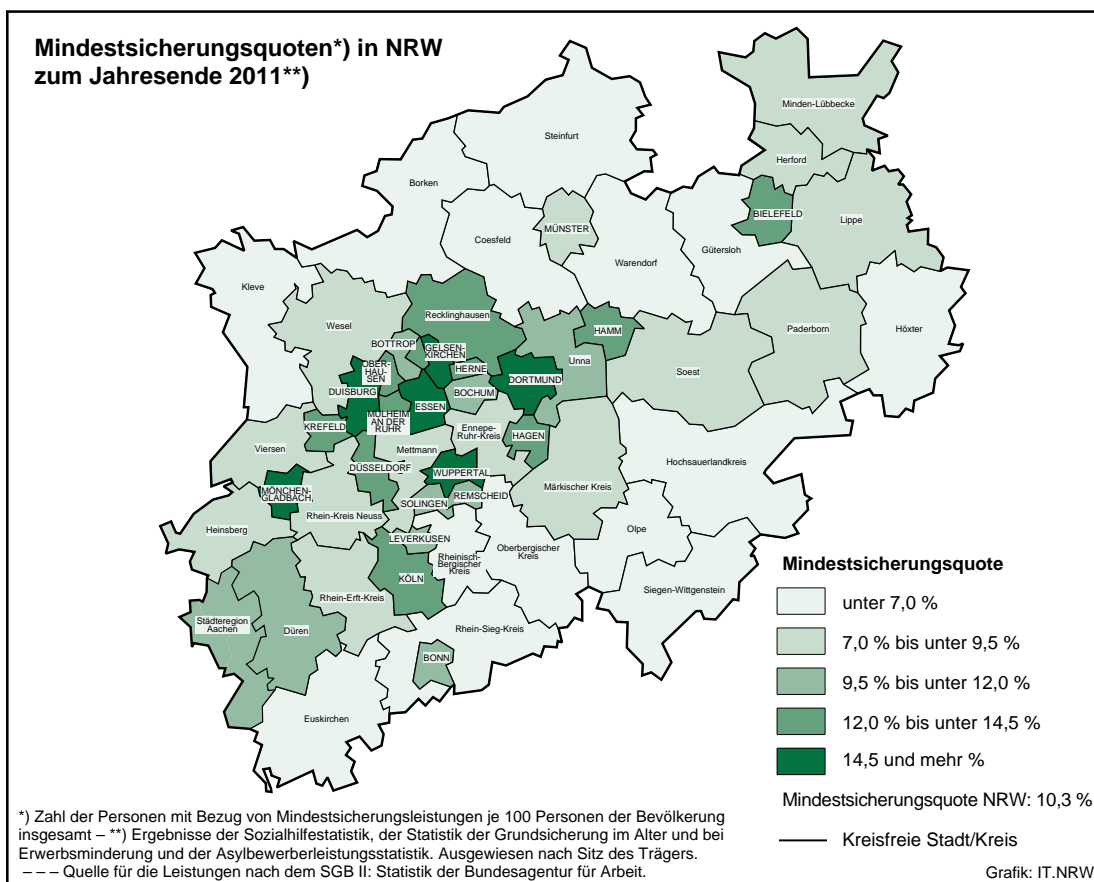 Mindestsicherungsquoten*) in NRW
zum Jahresende 2011**)
Minden-Lübbecke
Steinfurt
Herford
Borken
BIELEFELD
Lippe
MÜNSTER
Coesfeld
Gütersloh
Warendorf
Kleve
Recklinghausen
Wesel
HAMM
Paderborn
Höxter
BOTTROP
GELSEN-
KIRCHEN
Unna
OBER-
HAU-
SEN
HERNE
Soest
DORTMUND
DUISBURG
BOCHUM
ESSEN
MÜLHEIM
AN DER
RUHR
KREFELD
Ennepe-
Ruhr-Kreis
HAGEN
Viersen
Mettmann
Hochsauerlandkreis
DÜSSELDORF
WUPPERTAL
MÖNCHEN-
GLADBACH
Märkischer Kreis
REMSCHEID
SOLINGEN
Rhein-Kreis Neuss
Heinsberg
Olpe
LEVERKUSEN
Rheinisch-
Bergischer
Kreis
Oberbergischer
Kreis
KÖLN
Siegen-Wittgenstein
Rhein-Erft-Kreis
Städteregion
Aachen
Düren
Rhein-Sieg-Kreis
BONN
Euskirchen
Mindestsicherungsquote
unter 7,0 %
7,0 % bis unter 9,5 %
9,5 % bis unter 12,0 %
12,0 % bis unter 14,5 %
14,5 und mehr %
Mindestsicherungsquote NRW: 10,3 %
Kreisfreie Stadt/Kreis
*) Zahl der Personen mit Bezug von Mindestsicherungsleistungen je 100 Personen der Bevölkerung
insgesamt – **) Ergebnisse der Sozialhilfestatistik, der Statistik der Grundsicherung im Alter und bei
Erwerbsminderung und der Asylbewerberleistungsstatistik. Ausgewiesen nach Sitz des Trägers.
– – – Quelle für die Leistungen nach dem SGB II: Statistik der Bundesagentur für Arbeit.
Grafik: IT.NRW